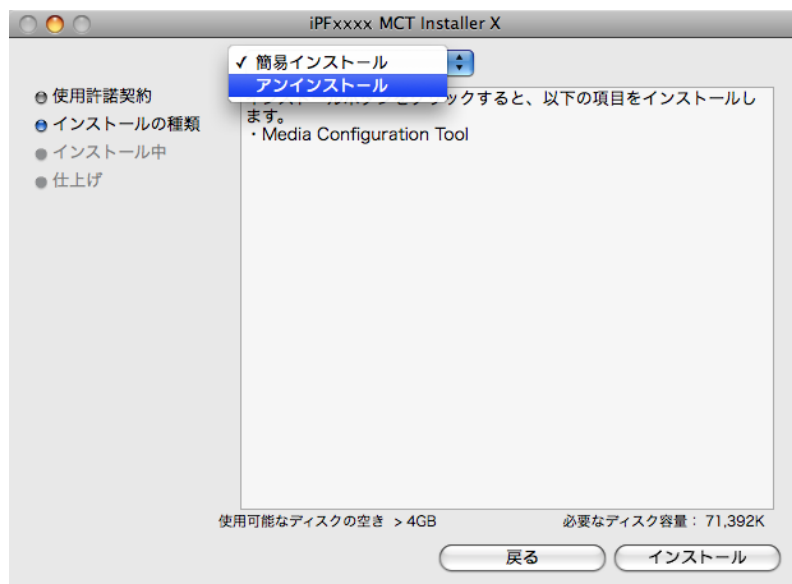 iPFxxxx MCT Installer X
✓ 簡易インストール
アンインストール
使用許諾契約
インストールの種類
インストール中
仕上げ
ックすると、以下の項目をインストールし
ます。
・Media Configuration Tool
使用可能なディスクの空き > 4GB
必要なディスク容量： 71,392K
戻る
インストール